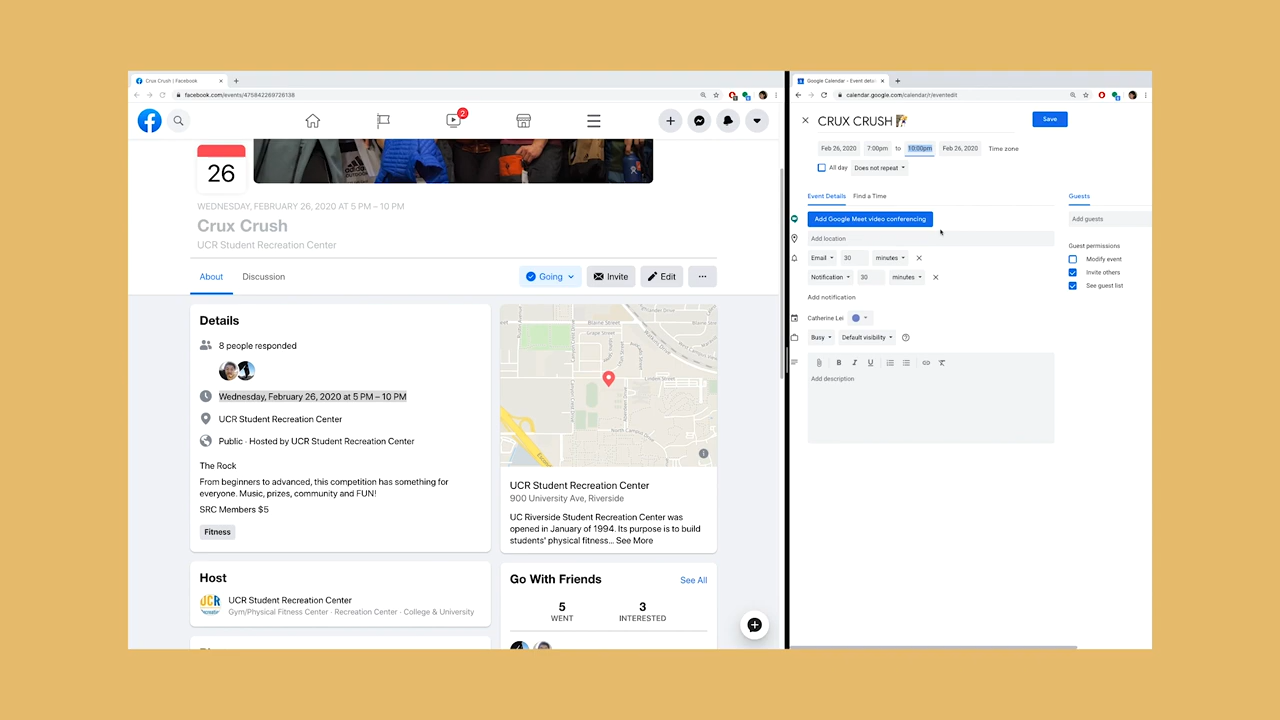 Crux Crush | Facebook
facebook.com/events/475842269726138
2
26
WEDNESDAY, FEBRUARY 26, 2020 AT 5 PM – 10 PM
Crux Crush
UCR Student Recreation Center
About
Discussion
Going
Invite
Edit
Details
8 people responded
Wednesday, February 26, 2020 at 5 PM – 10 PM
UCR Student Recreation Center
Public · Hosted by UCR Student Recreation Center
The Rock
From beginners to advanced, this competition has something for
everyone. Music, prizes, community and FUN!
SRC Members $5
Fitness
Host
UCR Student Recreation Center
Gym/Physical Fitness Center · Recreation Center · College & University
UCR Student Recreation Center
900 University Ave, Riverside
UC Riverside Student Recreation Center was
opened in January of 1994. Its purpose is to build
students' physical fitness... See More
Go With Friends
See All
5
WENT
3
INTERESTED
Google Calendar - Event deta
calendar.google.com/calendar/r/eventedit
CRUX CRUSH
Save
Feb 26, 2020 7:00pm to 10:00pm Feb 26, 2020 Time zone
All day Does not repeat
Event Details Find a Time
Add Google Meet video conferencing
Add location
Email 30 minutes
Notification 30 minutes
Add notification
Catherine Lei
Busy Default visibility
B I U
Add description
Guests
Add guests
Guest permissions
Modify event
Invite others
See guest list